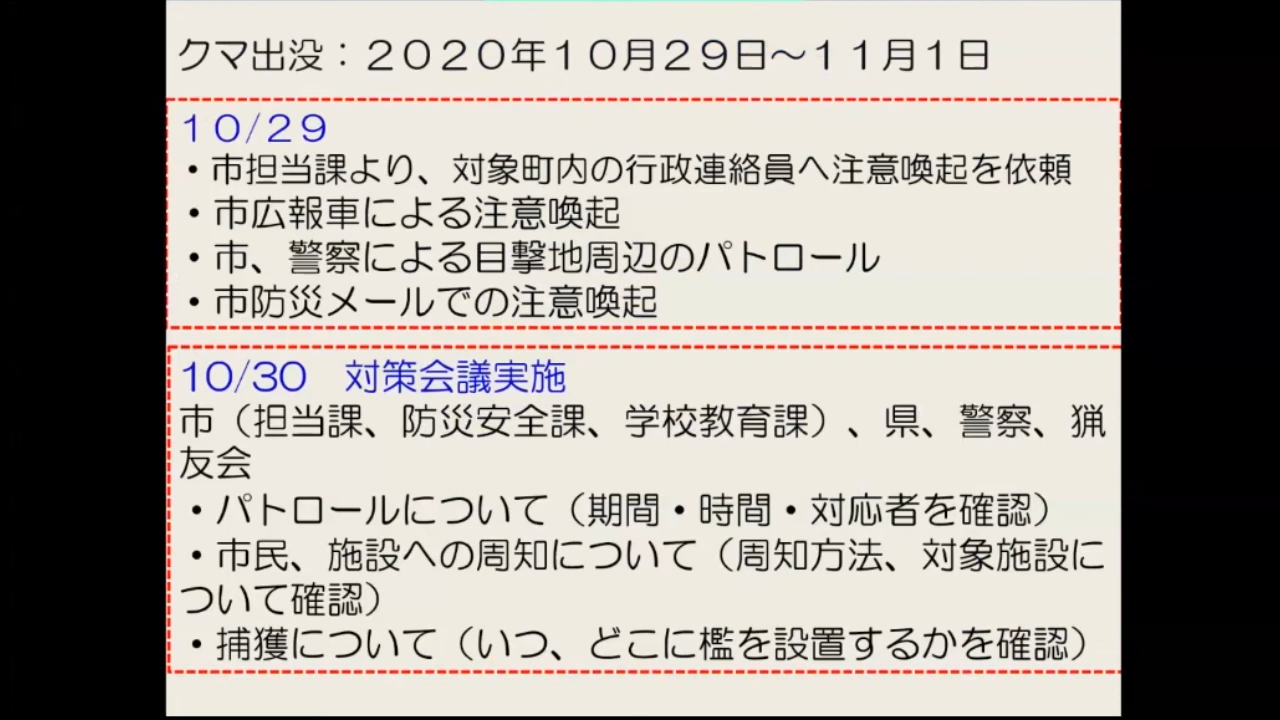 クマ出没：２０２０年１０月２９日～１１月１日
１０/２９
・市担当課より、対象町内の行政連絡員へ注意喚起を依頼
・市広報車による注意喚起
・市、警察による目撃地周辺のパトロール
・市防災メールでの注意喚起
10/30　対策会議実施
市（担当課、防災安全課、学校教育課）、県、警察、猟
友会
・パトロールについて（期間・時間・対応者を確認）
・市民、施設への周知について（周知方法、対象施設に
ついて確認）
・捕獲について（いつ、どこに檻を設置するかを確認）